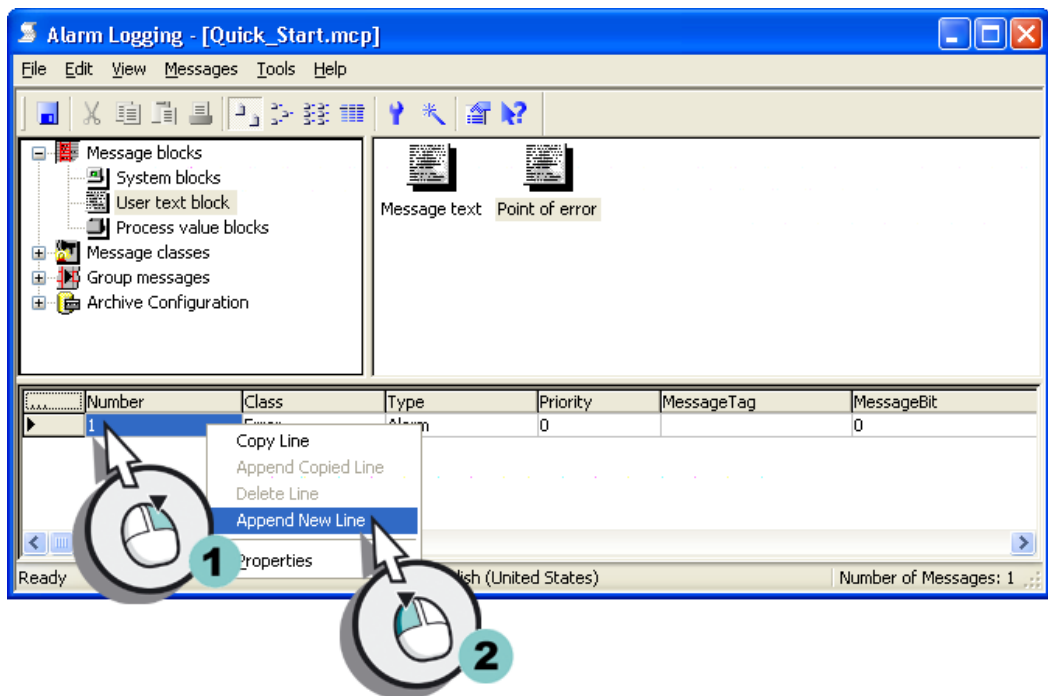 Alarm Logging - [Quick_Start.mcp]
File Edit View Messages Tools Help
Message blocks
System blocks
User text block
Process value blocks
Message classes
Group messages
Archive Configuration
Message text Point of error
Number Class Type Priority MessageTag MessageBit
1 Alarm 0 0
Copy Line
Append Copied Line
Delete Line
Append New Line
Properties
1
Ready (United States) Number of Messages: 1
2